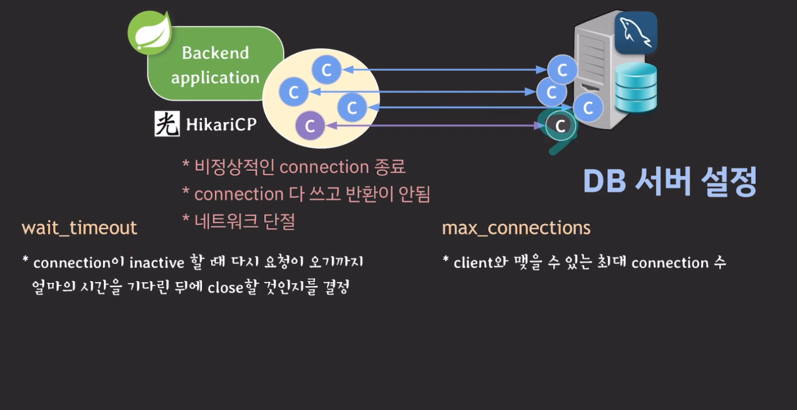 Backend
application
C
C
C
C
C
C
C
C
光 HikariCP
* 비정상적인 connection 종료
* connection 다 쓰고 반환이 안됨
* 네트워크 단절
DB 서버 설정
wait_timeout
* connection이 inactive 할 때 다시 요청이 오기까지
얼마의 시간을 기다린 뒤에 close할 것인지를 결정
max_connections
* client와 맺을 수 있는 최대 connection 수